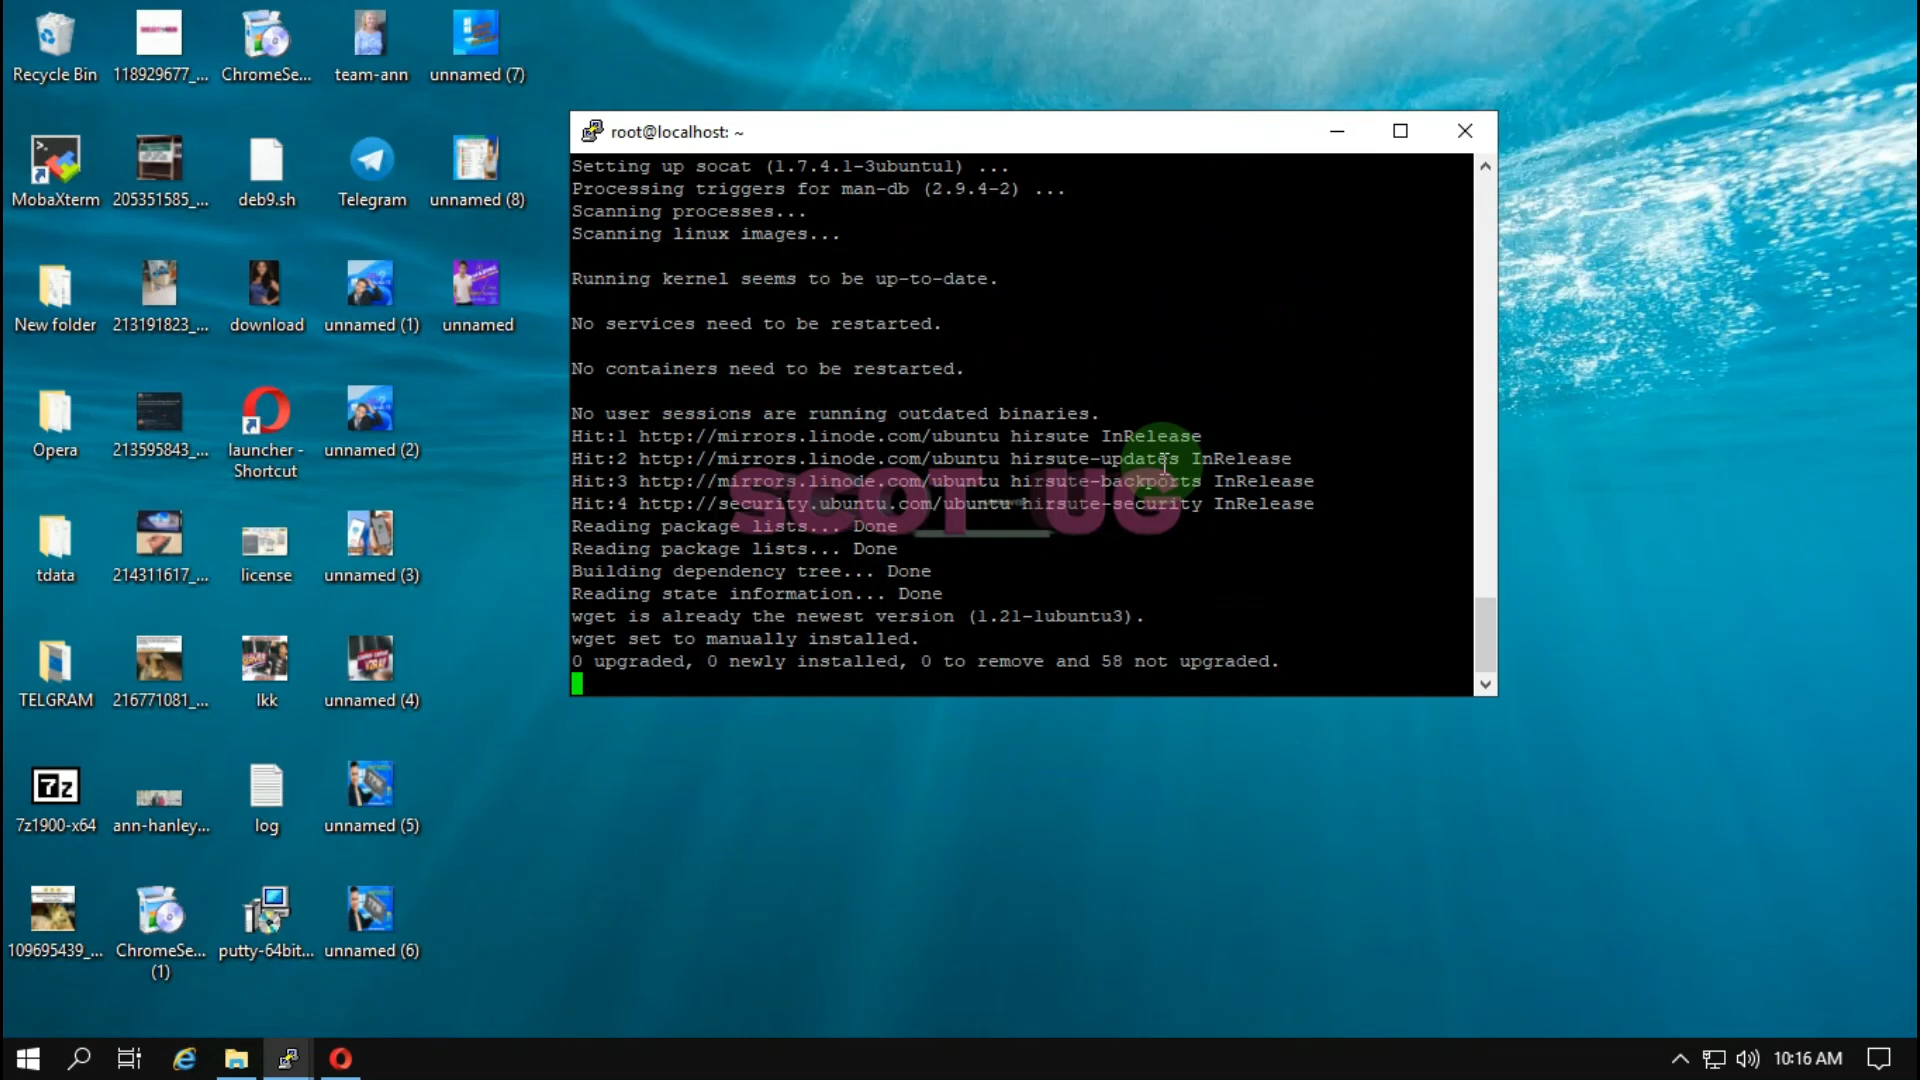 Recycle Bin
118929677_...
ChromeSe...
team-ann
unnamed (7)
MobaXterm
205351585_...
deb9.sh
Telegram
unnamed (8)
New folder
213191823_...
download
unnamed (1)
unnamed
Opera
213595843_...
launcher -
Shortcut
unnamed (2)
tdata
214311617_...
license
unnamed (3)
TELGRAM
216771081_...
lkk
unnamed (4)
7z
7z1900-x64
ann-hanley...
log
unnamed (5)
109695439_...
ChromeSe...
(1)
putty-64bit...
unnamed (6)
root@localhost: ~
Setting up socat (1.7.4.1-3ubuntu1) ...
Processing triggers for man-db (2.9.4-2) ...
Scanning processes...
Scanning linux images...
Running kernel seems to be up-to-date.
No services need to be restarted.
No containers need to be restarted.
No user sessions are running outdated binaries.
Hit:1 http://mirrors.linode.com/ubuntu hirsute InRelease
Hit:2 http://mirrors.linode.com/ubuntu hirsute-updates InRelease
Hit:3 http://mirrors.linode.com/ubuntu hirsute-backports InRelease
Hit:4 http://security.ubuntu.com/ubuntu hirsute-security InRelease
Reading package lists... Done
Reading package lists... Done
Building dependency tree... Done
Reading state information... Done
wget is already the newest version (1.21-1ubuntu3).
wget set to manually installed.
0 upgraded, 0 newly installed, 0 to remove and 58 not upgraded.
SCOT UG
10:16 AM